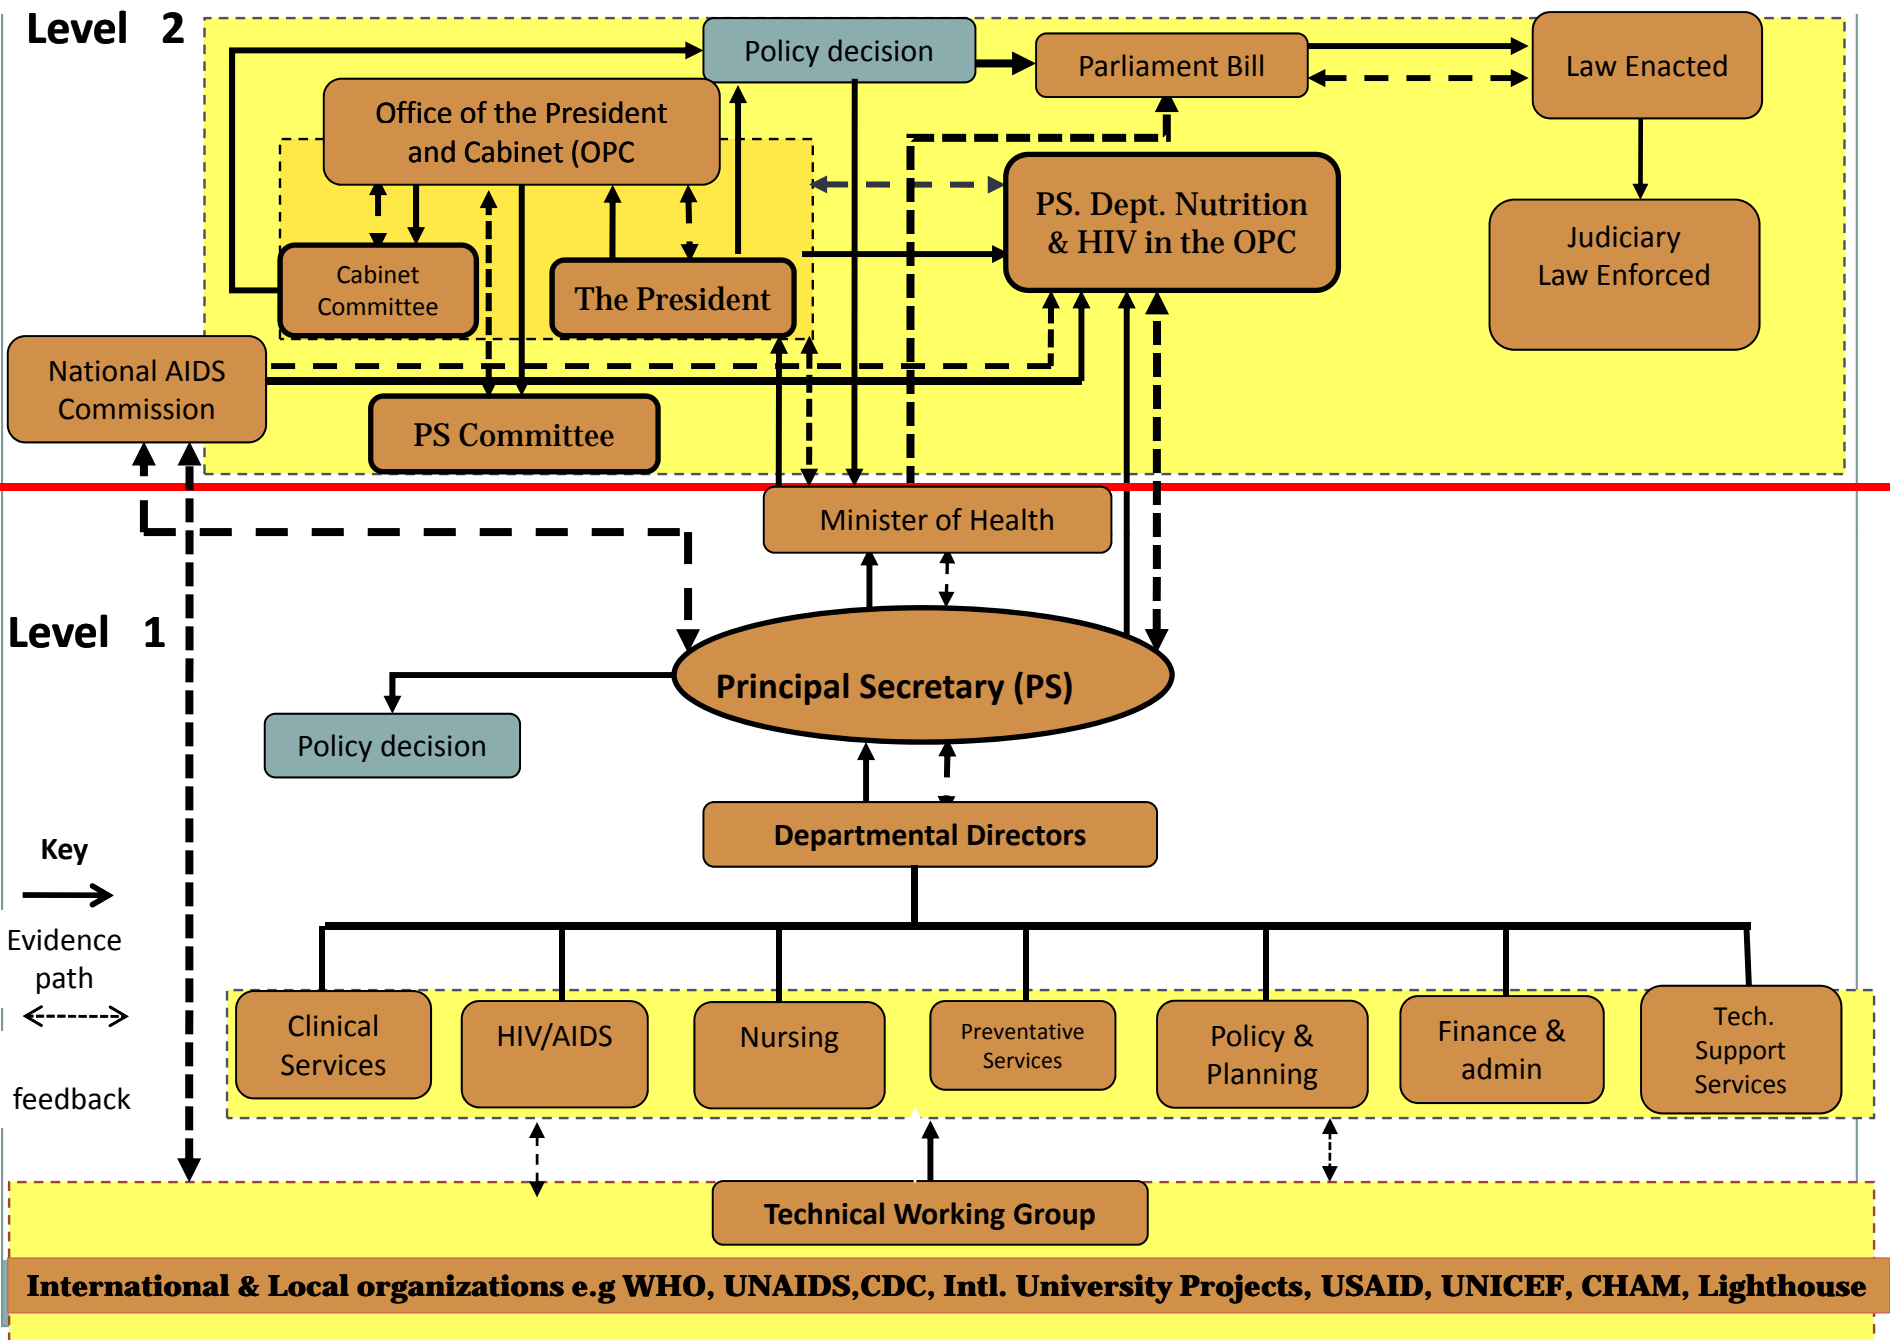 Level 2
Policy decision
Parliament Bill
Law Enacted
Office of the President
and Cabinet (OPC
PS. Dept. Nutrition
& HIV in the OPC
Judiciary
Law Enforced
Cabinet
Committee
The President
National AIDS
Commission
PS Committee
Minister of Health
Level 1
Principal Secretary (PS)
Policy decision
Departmental Directors
Key
Evidence
path
feedback
Clinical
Services
HIV/AIDS
Nursing
Preventative
Services
Policy &
Planning
Finance &
admin
Tech.
Support
Services
Technical Working Group
International & Local organizations e.g WHO, UNAIDS,CDC, Intl. University Projects, USAID, UNICEF, CHAM, Lighthouse